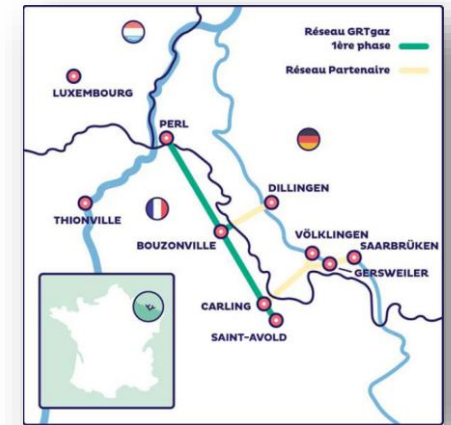 Réseau GRTgaz
1ère phase
Réseau Partenaire
LUXEMBOURG
PERL
THIONVILLE
DILLINGEN
BOUZONVILLE
VÖLKLINGEN
SAARBRÜKEN
GERSWEILER
CARLING
SAINT-AVOLD